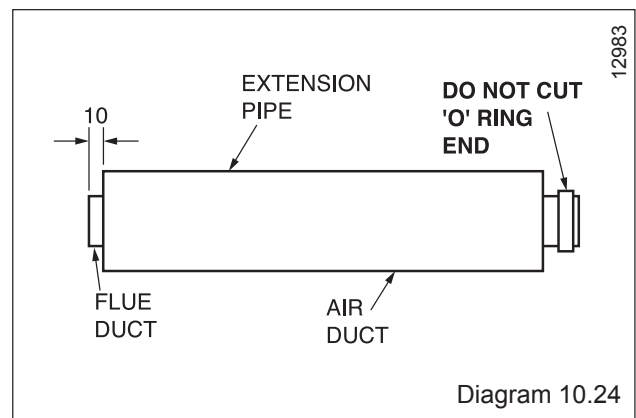 12983
EXTENSION
PIPE
DO NOT CUT
'O' RING
END
10
FLUE
DUCT
AIR
DUCT
Diagram 10.24